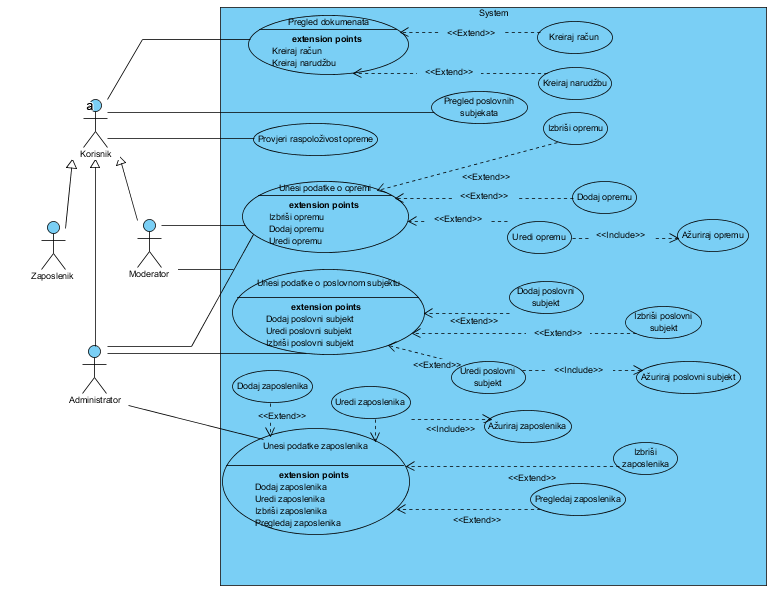 System
Pregled dokumenata
extension points
Kreiraj račun
Kreiraj narudžbu
<<Extend>>
Kreiraj račun
<<Extend>>
Kreiraj narudžbu
a
Korisnik
Pregled poslovnih
subjekata
Provjeri raspoloživost opreme
Izbriši opremu
<<Extend>>
Unesi podatke o opremi
extension points
Izbriši opremu
Dodaj opremu
Uredi opremu
<<Extend>>
Dodaj opremu
<<Extend>>
Uredi opremu
<<Include>>
Ažuriraj opremu
Zaposlenik
Moderator
Unesi podatke o poslovnom subjektu
extension points
Dodaj poslovni subjekt
Uredi poslovni subjekt
Izbriši poslovni subjekt
Dodaj poslovni
subjekt
<<Extend>>
Izbriši poslovni
subjekt
<<Extend>>
<<Extend>>
Uredi poslovni
subjekt
<<Include>>
Ažuriraj poslovni subjekt
Administrator
Dodaj zaposlenika
<<Extend>>
Uredi zaposlenika
<<Include>>
Ažuriraj zaposlenika
Unesi podatke zaposlenika
extension points
Dodaj zaposlenika
Uredi zaposlenika
Izbriši zaposlenika
Pregledaj zaposlenika
Izbriši
zaposlenika
<<Extend>>
Pregledaj zaposlenika
<<Extend>>